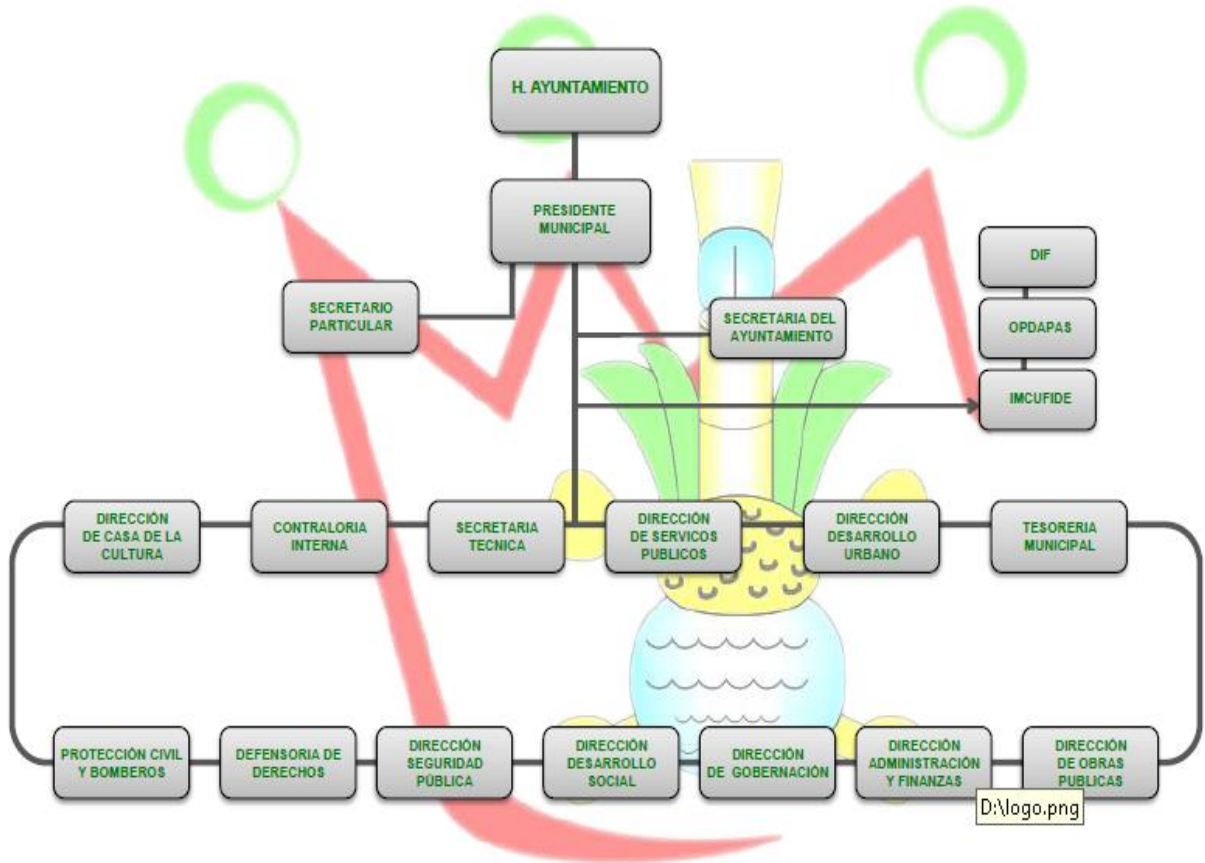 H. AYUNTAMIENTO
PRESIDENTE
MUNICIPAL
SECRETARIO
PARTICULAR
SECRETARIA DEL
AYUNTAMIENTO
DIF
OPDAPAS
IMCUFIDE
DIRECCIÓN
DE CASA DE LA
CULTURA
CONTRALORIA
INTERNA
SECRETARIA
TECNICA
DIRECCIÓN
DE SERVICOS
PUBLICOS
DIRECCIÓN
DESARROLLO
URBANO
TESORERIA
MUNICIPAL
PROTECCIÓN CIVIL
Y BOMBEROS
DEFENSORIA DE
DERECHOS
DIRECCIÓN
SEGURIDAD
PÚBLICA
DIRECCIÓN
DESARROLLO
SOCIAL
DIRECCIÓN
DE GOBERNACIÓN
DIRECCIÓN
ADMINISTRACIÓN
Y FINANZAS
DIRECCIÓN
DE OBRAS
PUBLICAS
D:\logo.png